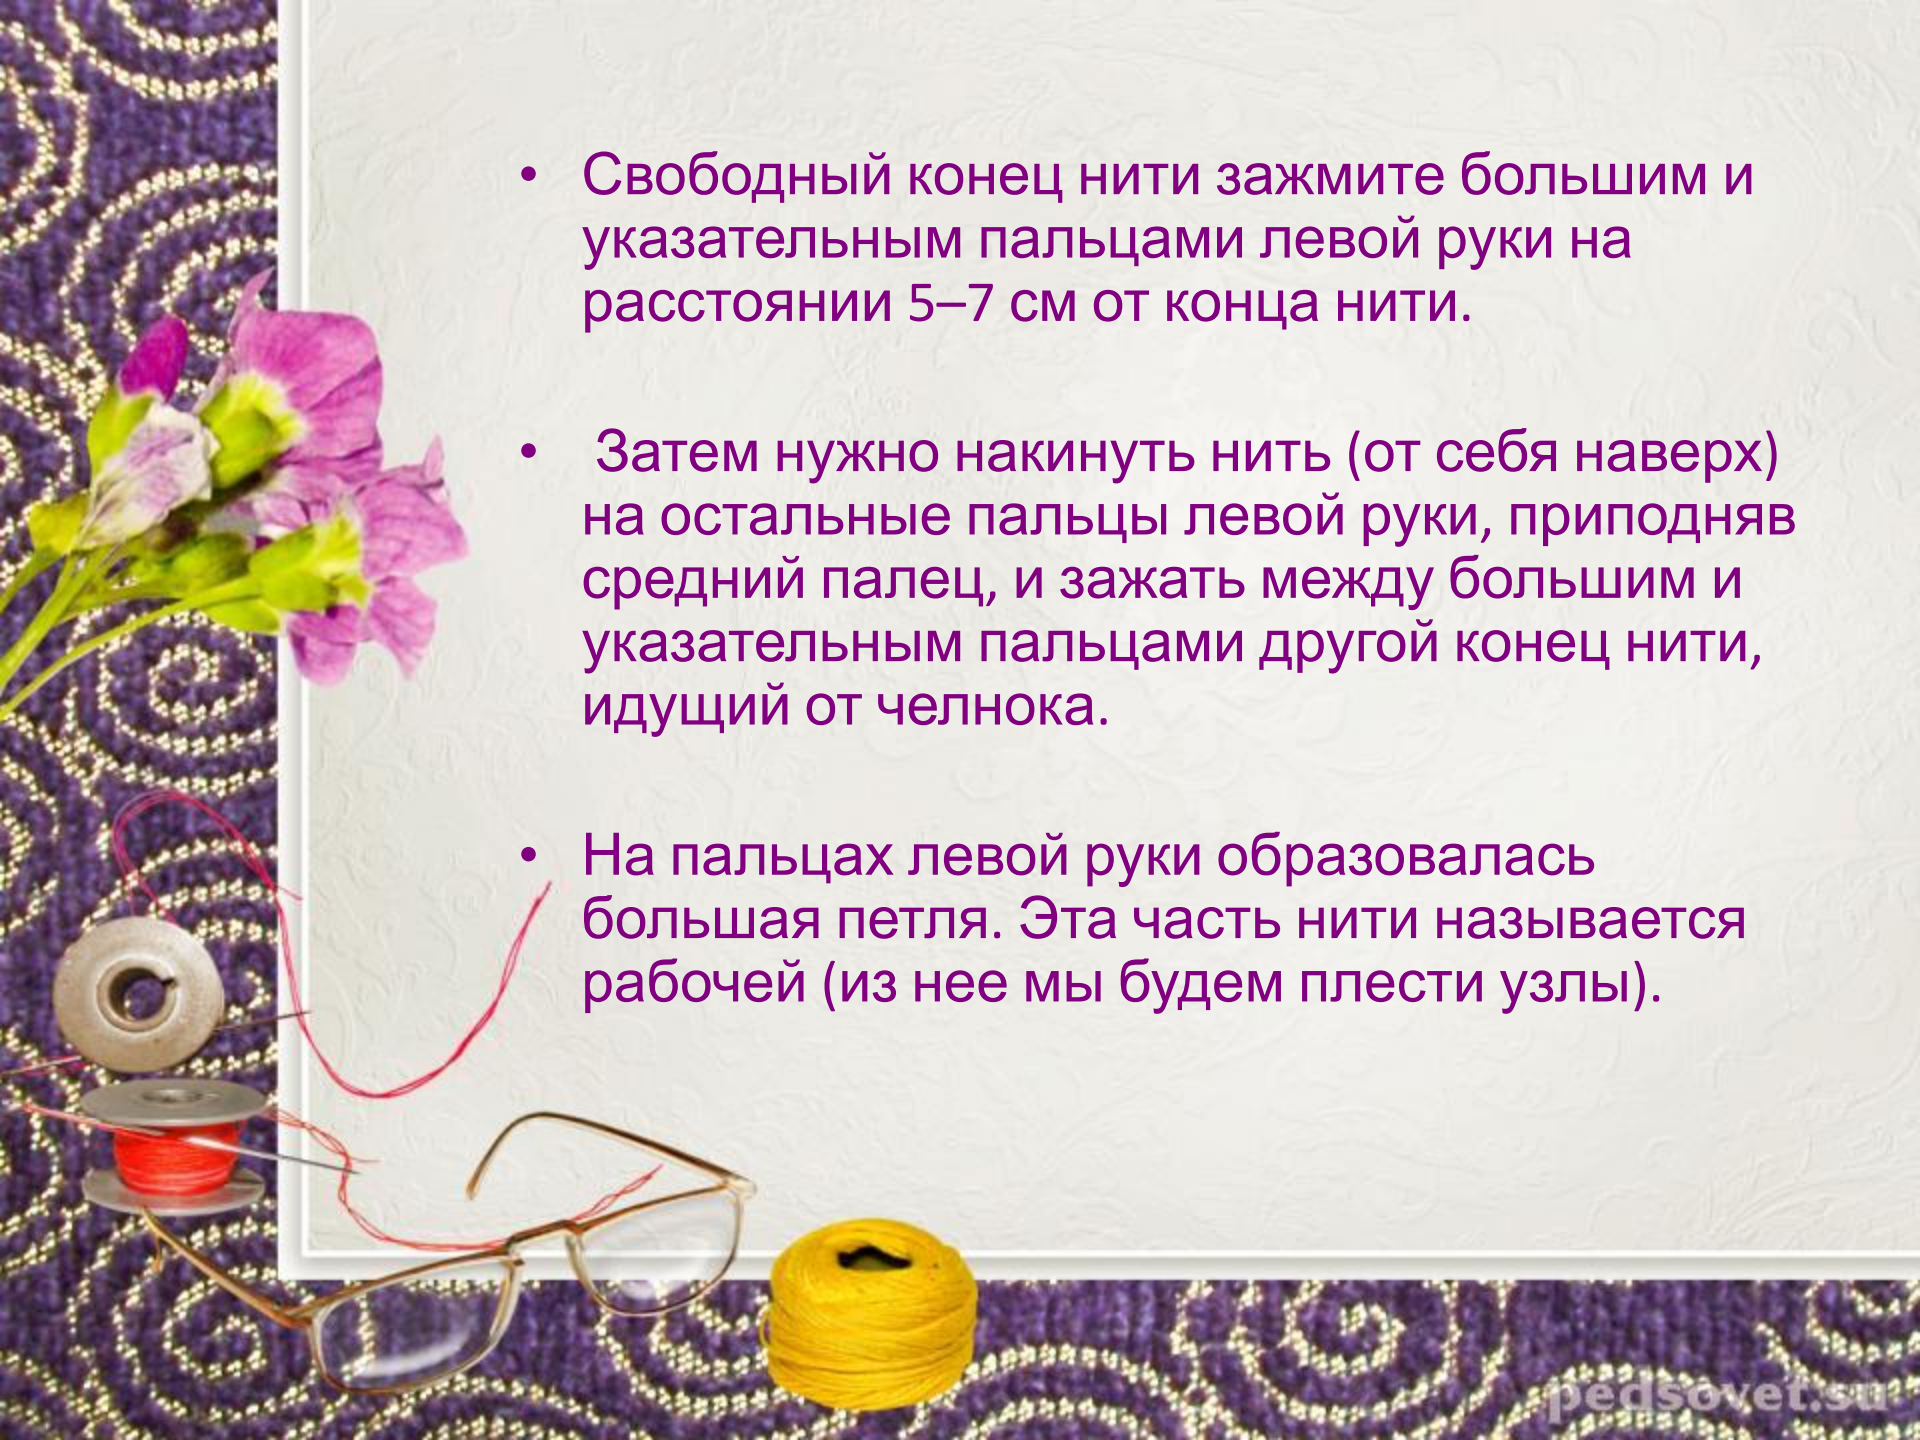 • Свободный конец нити зажмите большим и
указательным пальцами левой руки на
расстоянии 5–7 см от конца нити.
• Затем нужно накинуть нить (от себя наверх)
на остальные пальцы левой руки, приподняв
средний палец, и зажать между большим и
указательным пальцами другой конец нити,
идущий от челнока.
• На пальцах левой руки образовалась
большая петля. Эта часть нити называется
рабочей (из нее мы будем плести узлы).
pedsovet.su